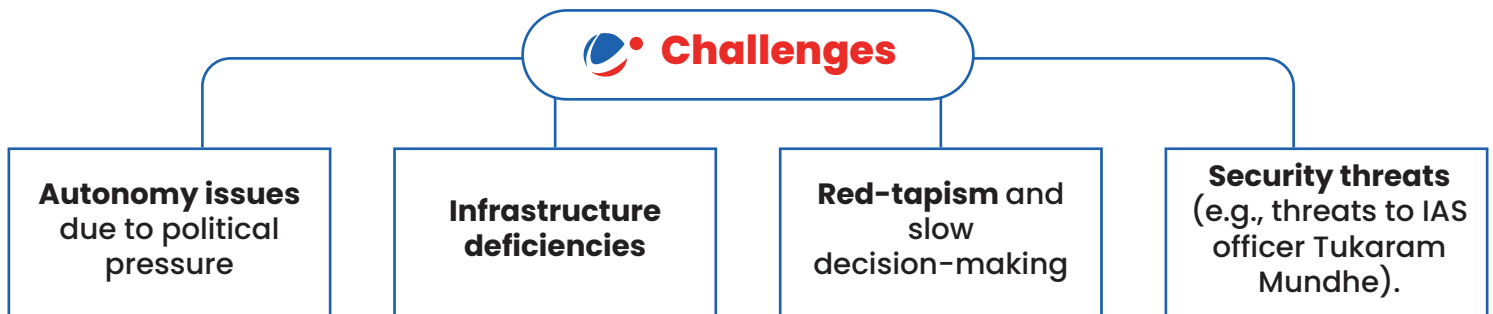 Challenges
Autonomy issues
due to political
pressure
Infrastructure
deficiencies
Red-tapism and
slow
decision-making
Security threats
(e.g., threats to IAS
officer Tukaram
Mundhe).